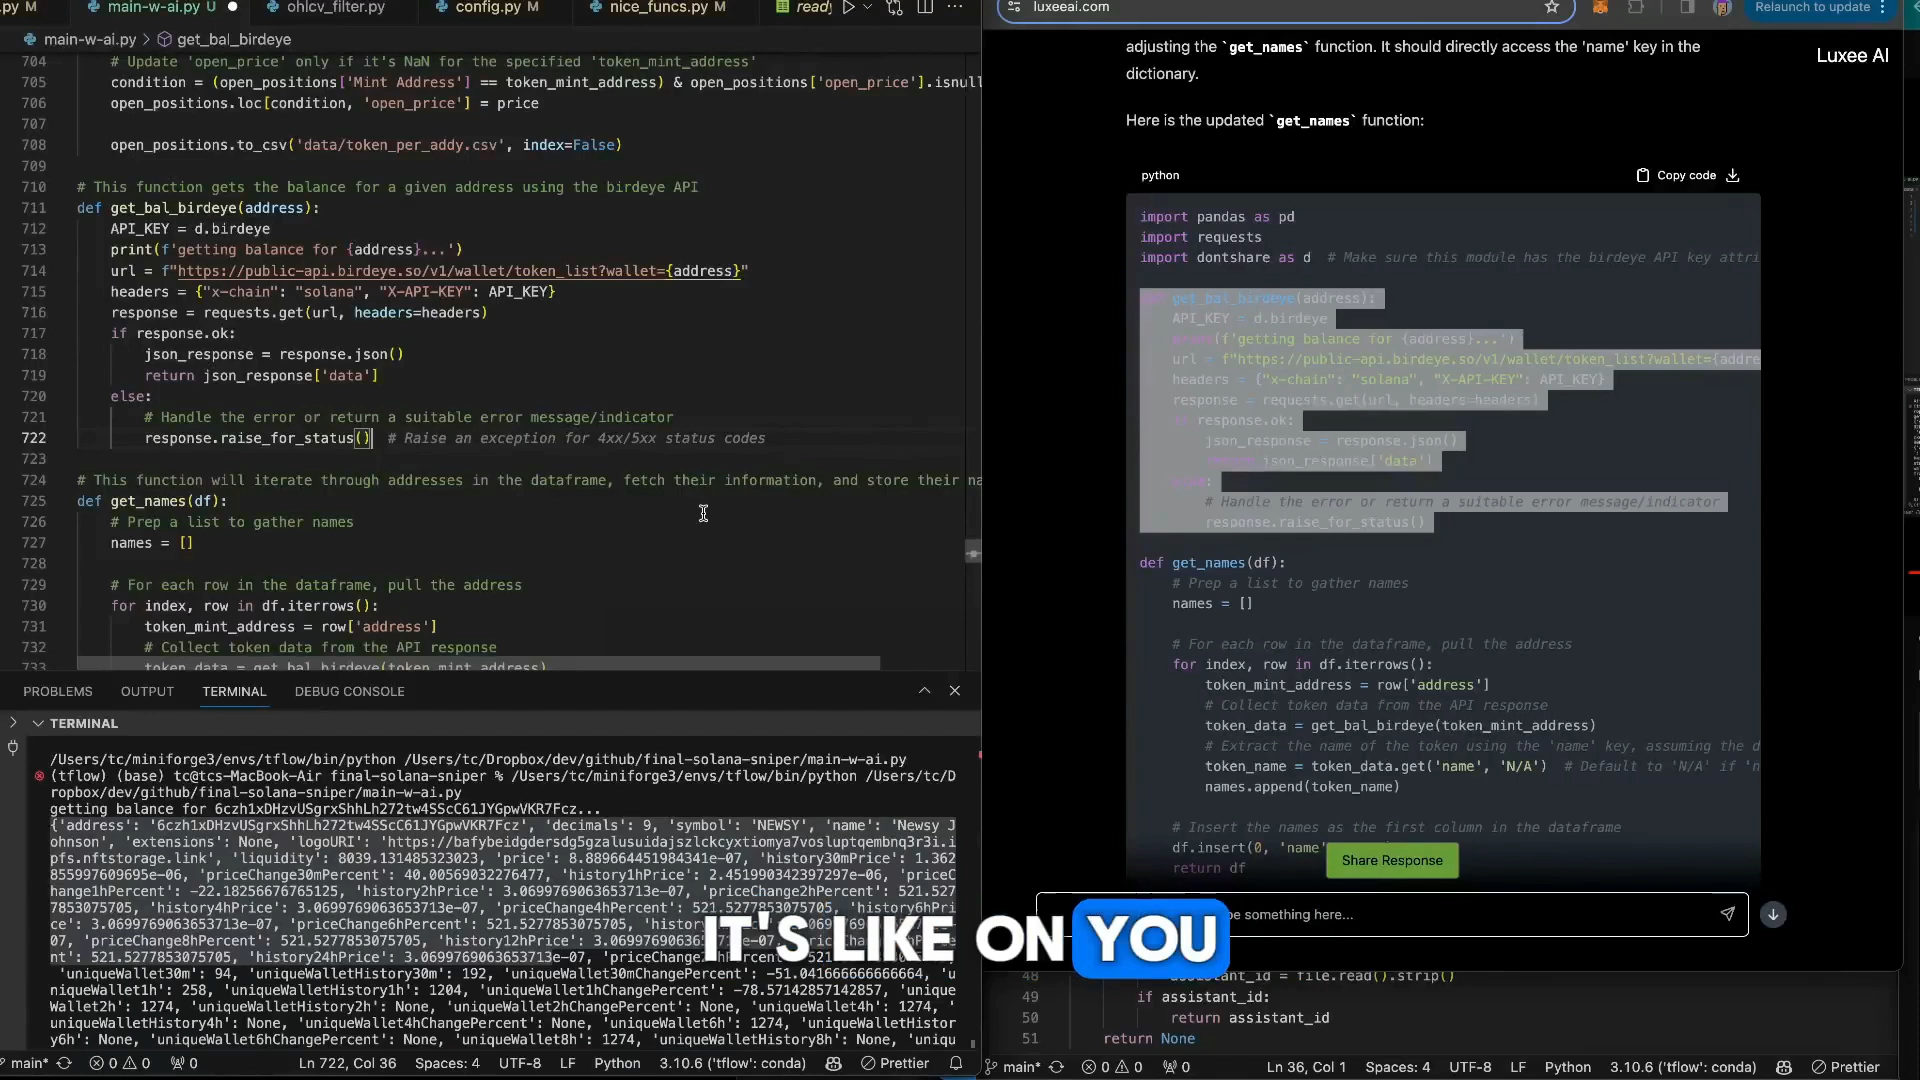 py M
main-w-ai.py U
ohlcv_filter.py
config.py M
nice_funcs.py M
main-w-ai.py > get_bal_birdeye
704 # Update 'open_price' only if it's NaN for the specified 'token_mint_address'
705 condition = (open_positions['Mint Address'] == token_mint_address) & open_positions['open_price'].isnull
706 open_positions.loc[condition, 'open_price'] = price
707
708 open_positions.to_csv('data/token_per_addy.csv', index=False)
709
710 # This function gets the balance for a given address using the birdeye API
711 def get_bal_birdeye(address):
712 API_KEY = d.birdeye
713 print(f'getting balance for {address}...')
714 url = f"https://public-api.birdeye.so/v1/wallet/token_list?wallet={address}"
715 headers = {"x-chain": "solana", "X-API-KEY": API_KEY}
716 response = requests.get(url, headers=headers)
717 if response.ok:
718 json_response = response.json()
719 return json_response['data']
720 else:
721 # Handle the error or return a suitable error message/indicator
722 response.raise_for_status() # Raise an exception for 4xx/5xx status codes
723
724 # This function will iterate through addresses in the dataframe, fetch their information, and store their na
725 def get_names(df):
726 # Prep a list to gather names
727 names = []
728
729 # For each row in the dataframe, pull the address
730 for index, row in df.iterrows():
731 token_mint_address = row['address']
732 # Collect token data from the API response
733 token_data = get_bal_birdeye(token_mint_address)
PROBLEMS OUTPUT TERMINAL DEBUG CONSOLE
TERMINAL
/Users/tc/miniforge3/envs/tflow/bin/python /Users/tc/Dropbox/dev/github/final-solana-sniper/main-w-ai.py
(tflow) (base) tc@tcs-MacBook-Air final-solana-sniper % /Users/tc/miniforge3/envs/tflow/bin/python /Users/tc/D
ropbox/dev/github/final-solana-sniper/main-w-ai.py
getting balance for 6czh1xDHzvUSgrxShhLh272tw4SScC61JYGpwVKR7Fcz...
{'address': '6czh1xDHzvUSgrxShhLh272tw4SScC61JYGpwVKR7Fcz', 'decimals': 9, 'symbol': 'NEWSY', 'name': 'Newsy J
ohnson', 'extensions': None, 'logoURI': 'https://bafybeidgdersdg5gzalusuidajszlckcyxtiomya7vosluptqembnq3r3i.i
pfs.nftstorage.link', 'liquidity': 8039.131485323023, 'price': 8.889664451984341e-07, 'history30mPrice': 1.362
855997609695e-06, 'priceChange30mPercent': 40.00569032276477, 'history1hPrice': 2.451990342397297e-06, 'priceC
hange1hPercent': -22.18256676765125, 'history2hPrice': 3.0699769063653713e-07, 'priceChange2hPercent': 521.527
7853075705, 'history4hPrice': 3.0699769063653713e-07, 'priceChange4hPercent': 521.5277853075705, 'history6hPri
ce': 3.0699769063653713e-07, 'priceChange6hPercent': 521.5277853075705,
07, 'priceChange8hPercent': 521.5277853075705, 'history12hPrice': 3.06997690636
nt': 521.5277853075705, 'history24hPrice': 3.0699769063653713e-07,
'uniqueWallet30m': 94, 'uniqueWalletHistory30m': 192, 'uniqueWallet30mChangePercent': -51.041666666666664, 'u
niqueWallet1h': 258, 'uniqueWalletHistory1h': 1204, 'uniqueWallet1hChangePercent': -78.57142857142857, 'unique
Wallet2h': 1274, 'uniqueWalletHistory2h': None, 'uniqueWallet2hChangePercent': None, 'uniqueWallet4h': 1274, '
uniqueWalletHistory4h': None, 'uniqueWallet4hChangePercent': None, 'uniqueWallet6h': 1274, 'uniqueWalletHistor
y6h': None, 'uniqueWallet6hChangePercent': None, 'uniqueWallet8h': 1274, 'uniqueWalletHistory8h': None, 'uniqu
main* 0 0 0 Ln 722, Col 36 Spaces: 4 UTF-8 LF Python 3.10.6 ('tflow': conda) Prettier
luxeeai.com
Relaunch to update
Luxee AI
adjusting the `get_names` function. It should directly access the 'name' key in the
dictionary.
Here is the updated `get_names` function:
python Copy code
import pandas as pd
import requests
import dontshare as d # Make sure this module has the birdeye API key attri
def get_bal_birdeye(address):
API_KEY = d.birdeye
print(f'getting balance for {address}...')
url = f"https://public-api.birdeye.so/v1/wallet/token_list?wallet={addre
headers = {"x-chain": "solana", "X-API-KEY": API_KEY}
response = requests.get(url, headers=headers)
if response.ok:
json_response = response.json()
return json_response['data']
else:
# Handle the error or return a suitable error message/indicator
response.raise_for_status()
def get_names(df):
# Prep a list to gather names
names = []
# For each row in the dataframe, pull the address
for index, row in df.iterrows():
token_mint_address = row['address']
# Collect token data from the API response
token_data = get_bal_birdeye(token_mint_address)
# Extract the name of the token using the 'name' key, assuming the d
token_name = token_data.get('name', 'N/A') # Default to 'N/A' if 'n
names.append(token_name)
# Insert the names as the first column in the dataframe
df.insert(0, 'name'
return df
Share Response
something here...
IT'S LIKE ON YOU
48 assistant_id = file.read().strip()
49 if assistant_id:
50 return assistant_id
51 return None
main* 0 0 0 Ln 36, Col 1 Spaces: 4 UTF-8 LF Python 3.10.6 ('tflow': conda) Prettier